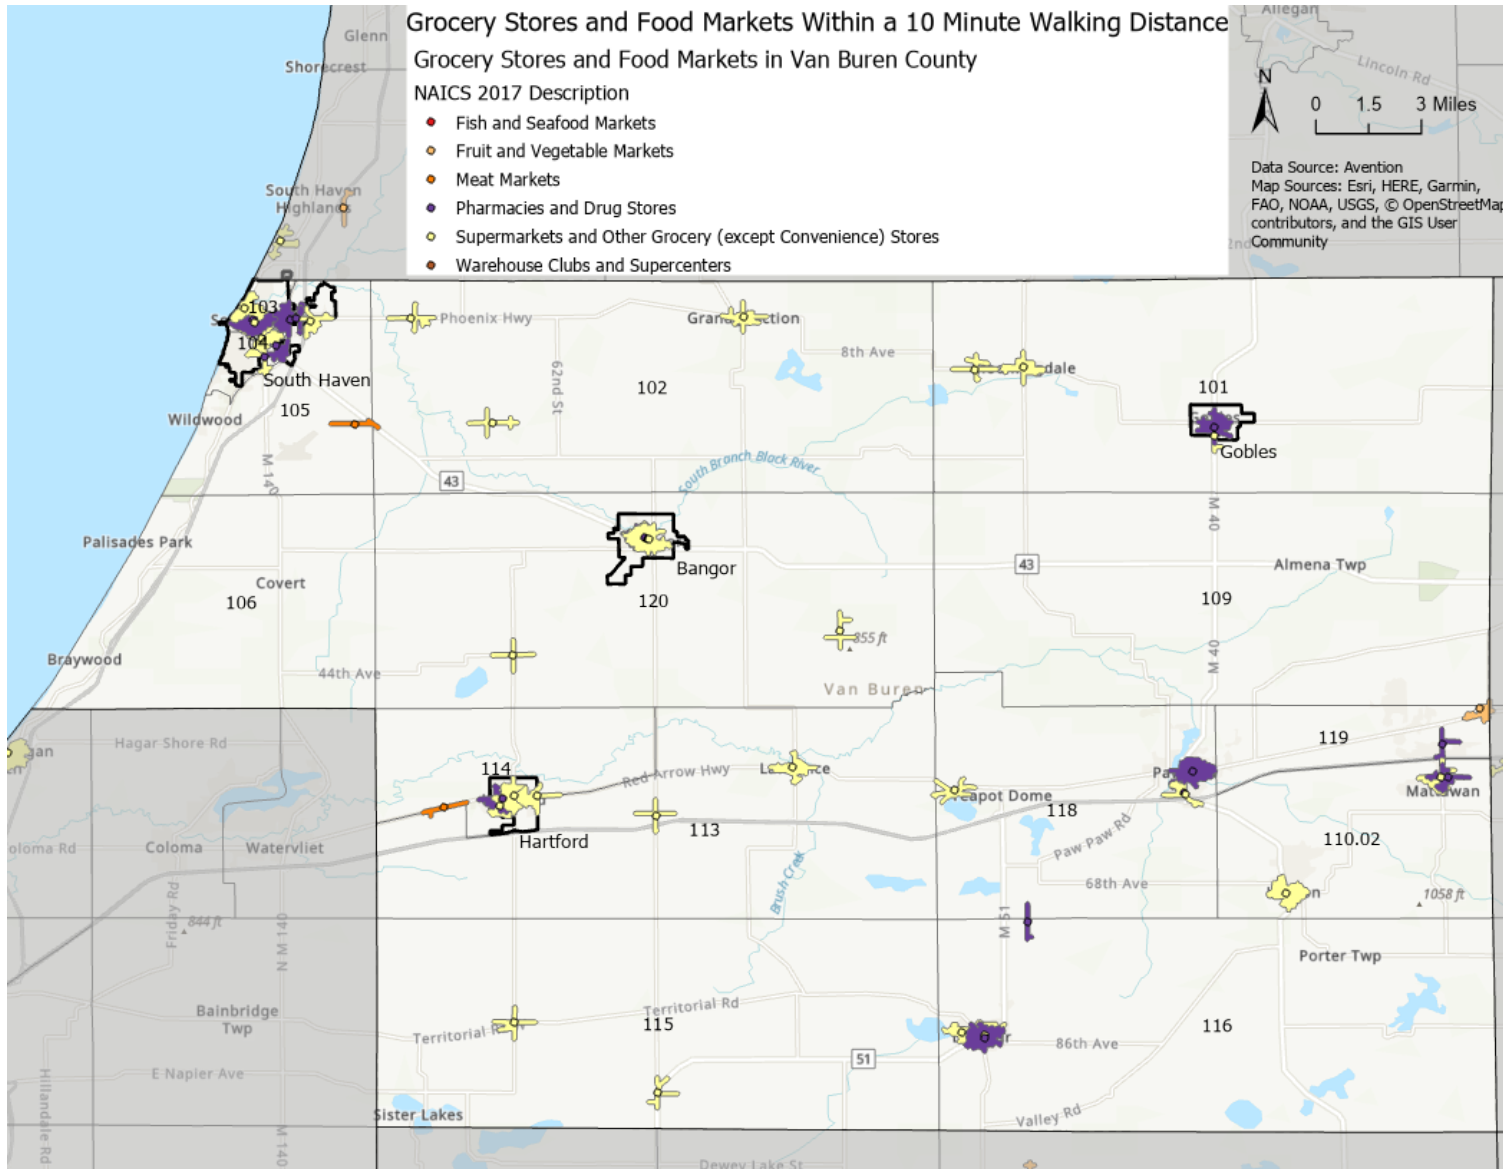 Grocery Stores and Food Markets Within a 10 Minute Walking Distance
Grocery Stores and Food Markets in Van Buren County
NAICS 2017 Description
Fish and Seafood Markets
Fruit and Vegetable Markets
Meat Markets
Pharmacies and Drug Stores
Supermarkets and Other Grocery (except Convenience) Stores
Warehouse Clubs and Supercenters
Allegan
Lincoln Rd
N
0 1.5 3 Miles
Data Source: Avention
Map Sources: Esri, HERE, Garmin,
FAO, NOAA, USGS, © OpenStreetMap
contributors, and the GIS User
Community
Glenn
Shorecrest
South Haven
Highlands
103
104
South Haven
105
Wildwood
M 140
Phoenix Hwy
62nd St
102
8th Ave
101
Gobles
43
South Branch Black River
Palisades Park
Covert
106
Bangor
120
M 40
43
Almena Twp
109
Braywood
44th Ave
855 ft
Van Buren
M 40
Hagar Shore Rd
114
Red Arrow Hwy
Teapot Dome
118
119
Coloma
Watervliet
Hartford
113
Paw Paw Rd
110.02
68th Ave
1058 ft
Friday Rd
844 ft
N M 140
Brush Creek
M 51
Porter Twp
Bainbridge
Twp
Territorial Rd
115
116
51
86th Ave
E Napier Ave
Hillandale Rd
M 140
Sister Lakes
Valley Rd
Dewey Lake St